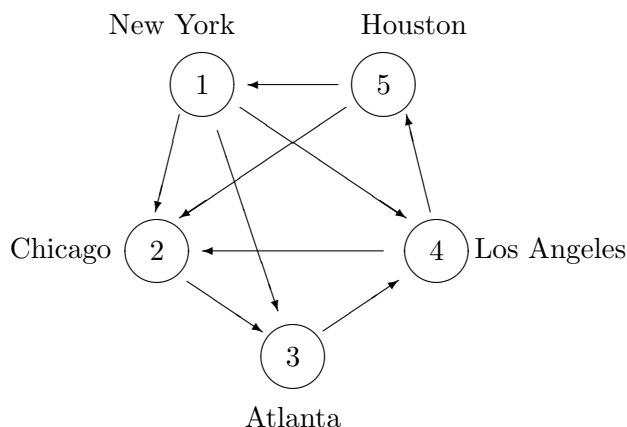 New York
Houston
1
5
Chicago
2
4
Los Angeles
3
Atlanta